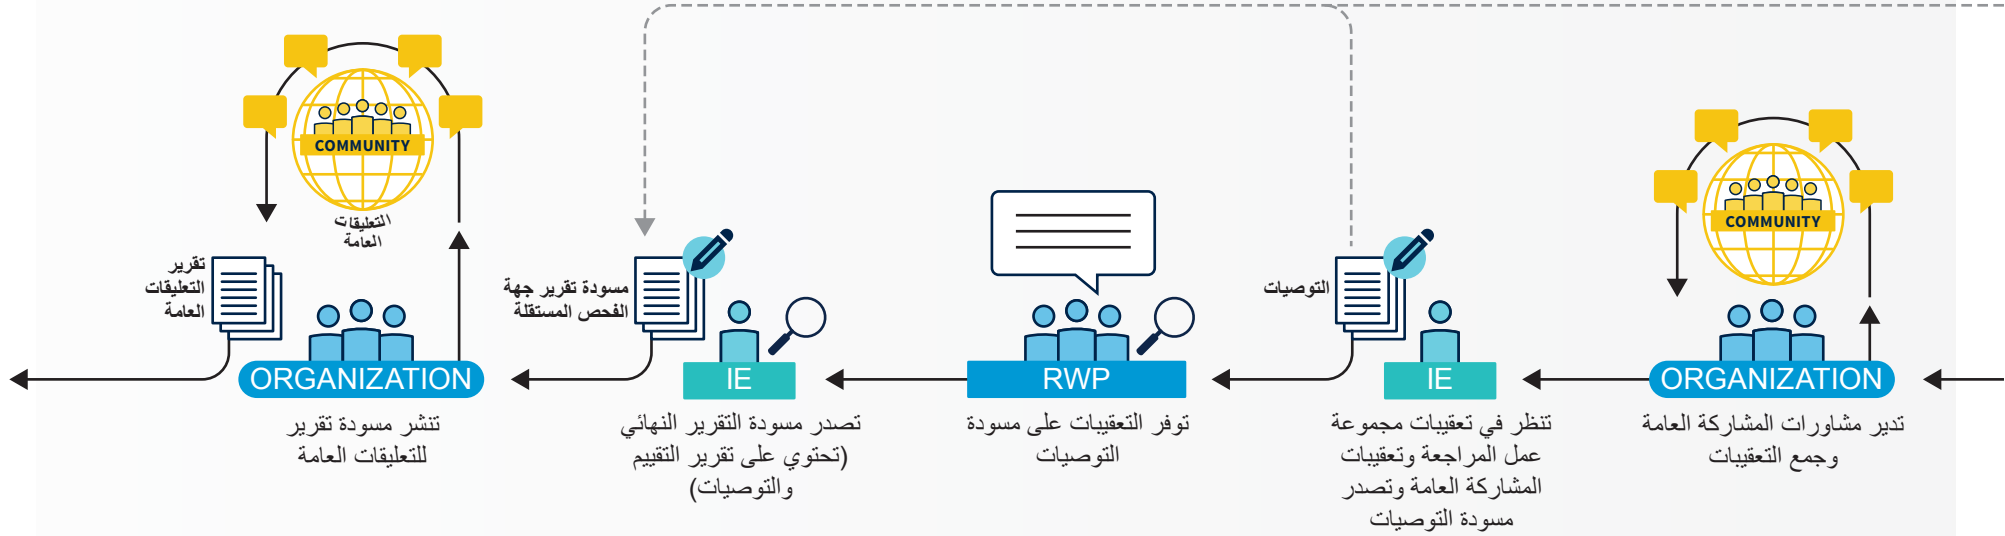 COMMUNITY
ORGANIZATION
تدير مشاورات المشاركة العامة
وجمع التعقيبات
التوصيات
IE
تنظر في تعقيبات مجموعة
عمل المراجعة وتعقيبات
المشاركة العامة وتصدر
مسودة التوصيات
RWP
توفر التعقيبات على مسودة
التوصيات
مسودة تقرير جهة
الفحص المستقلة
IE
تصدر مسودة التقرير النهائي
(تحتوي على تقرير التقييم
والتوصيات)
COMMUNITY
التعليقات
العامة
تقرير
التعليقات
العامة
ORGANIZATION
تنشر مسودة تقرير
للتعليقات العامة